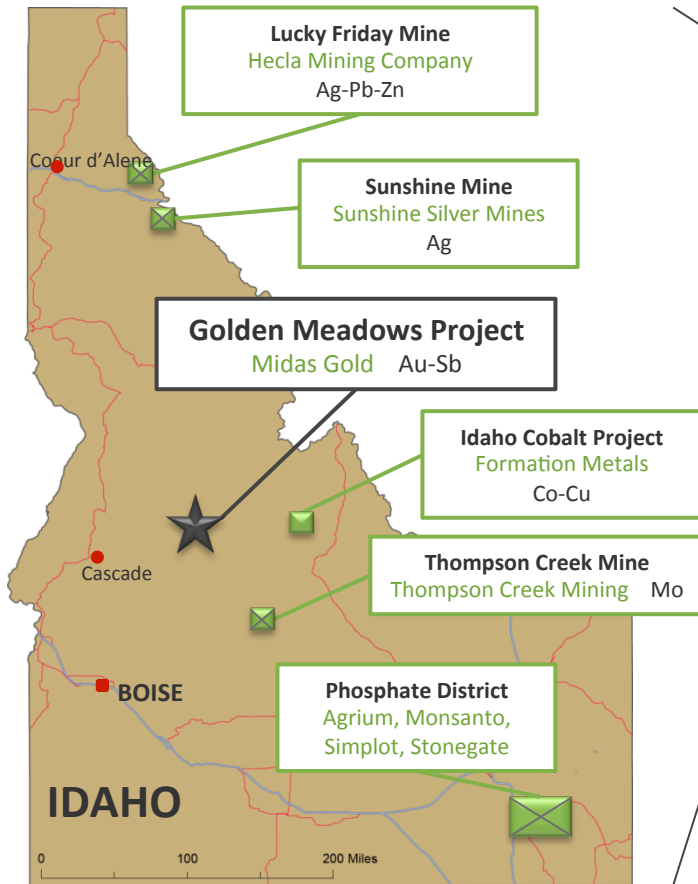 Lucky Friday Mine
Hecla Mining Company
Ag-Pb-Zn
Coeur d’Alene
Sunshine Mine
Sunshine Silver Mines
Ag
Golden Meadows Project
Midas Gold Au-Sb
Idaho Cobalt Project
Formation Metals
Co-Cu
Thompson Creek Mine
Thompson Creek Mining Mo
Cascade
Phosphate District
Agrium, Monsanto,
Simplot, Stonegate
BOISE
IDAHO
0 100 200 Miles